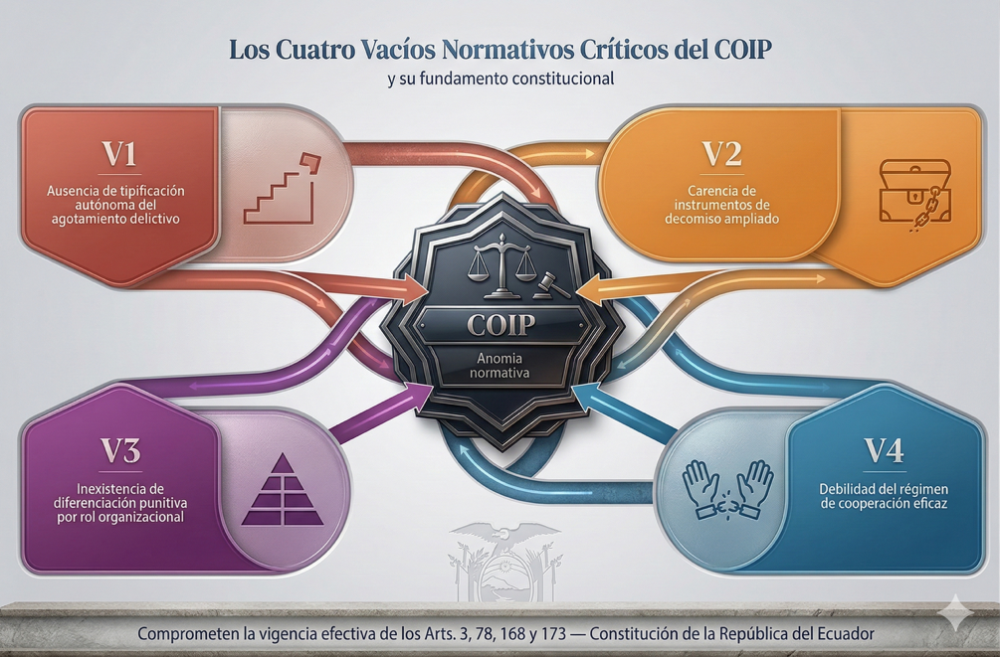 Los Cuatro Vacíos Normativos Críticos del COIP
y su fundamento constitucional
V1
Ausencia de tipificación
autónoma del
agotamiento delictivo
V2
Carencia de
instrumentos de
decomiso ampliado
COIP
Anomia
normativa
V3
Inexistencia de
diferenciación punitiva
por rol organizacional
V4
Debilidad del régimen
de cooperación eficaz
Comprometen la vigencia efectiva de los Arts. 3, 78, 168 y 173 — Constitución de la República del Ecuador